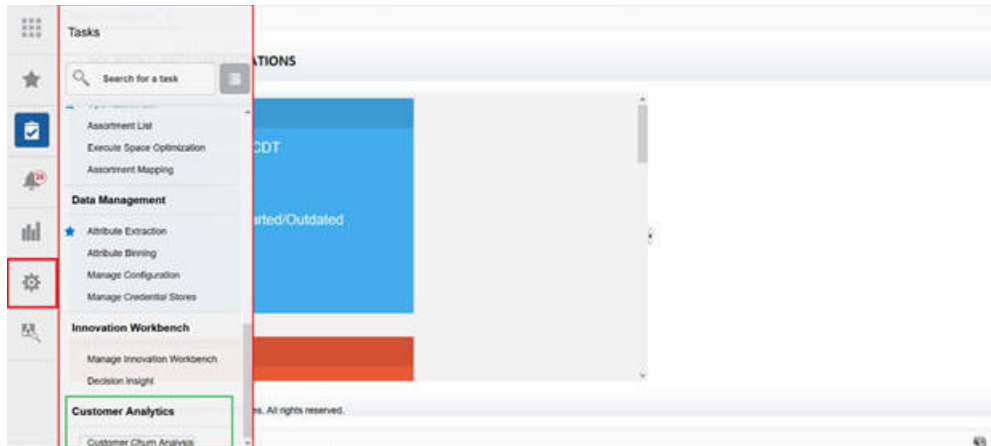 Tasks
ATIONS
Search for a task
Assortment List
Execute Space Optimization
CDT
Assortment Mapping
Data Management
arted/Outdated
Attribute Extraction
Attribute Binning
Manage Configuration
Manage Credential Stores
Innovation Workbench
Manage Innovation Workbench
Decision Insight
Customer Analytics
es. All rights reserved.
Customer Churn Analysis